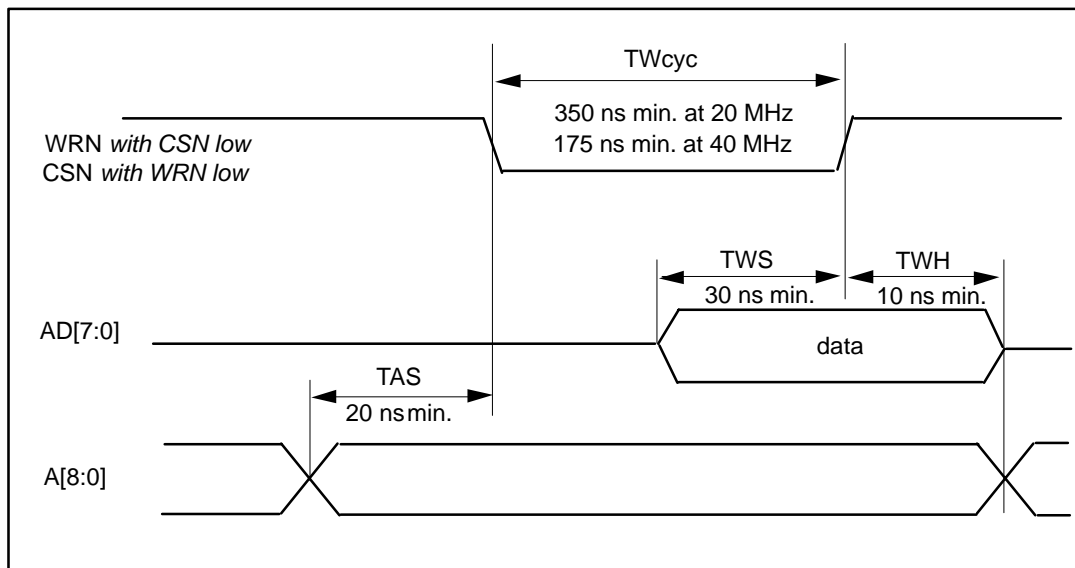 TWcyc
350 ns min. at 20 MHz
175 ns min. at 40 MHz
WRN with CSN low
CSN with WRN low
TWS
30 ns min.
TWH
10 ns min.
AD[7:0]
data
TAS
20 ns min.
A[8:0]